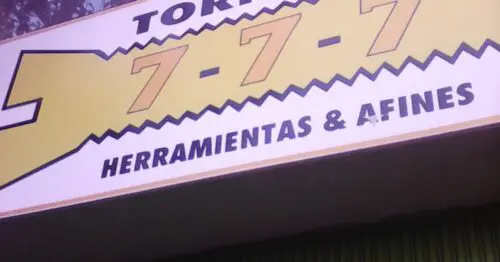 7-7-7
HERRAMIENTAS & AFINES